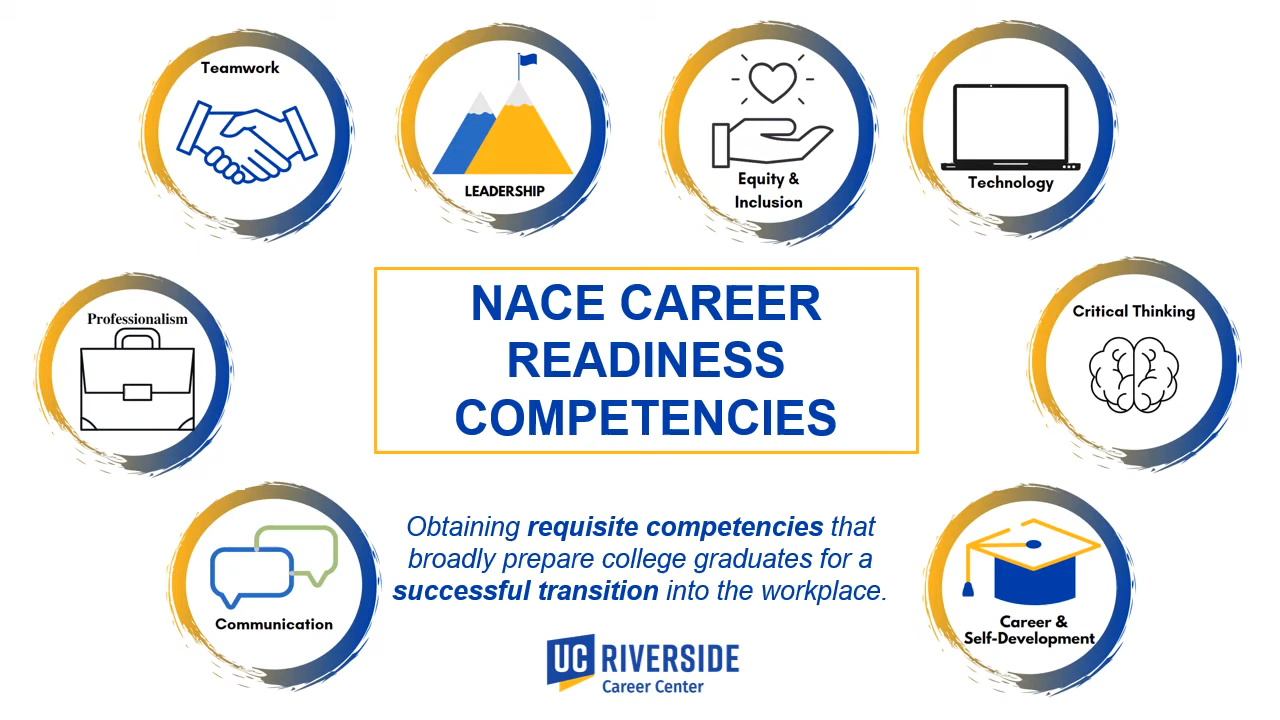 Teamwork
LEADERSHIP
Equity &
Inclusion
Technology
Professionalism
NACE CAREER
READINESS
COMPETENCIES
Critical Thinking
Communication
Obtaining requisite competencies that
broadly prepare college graduates for a
successful transition into the workplace.
Career &
Self-Development
UC RIVERSIDE
Career Center